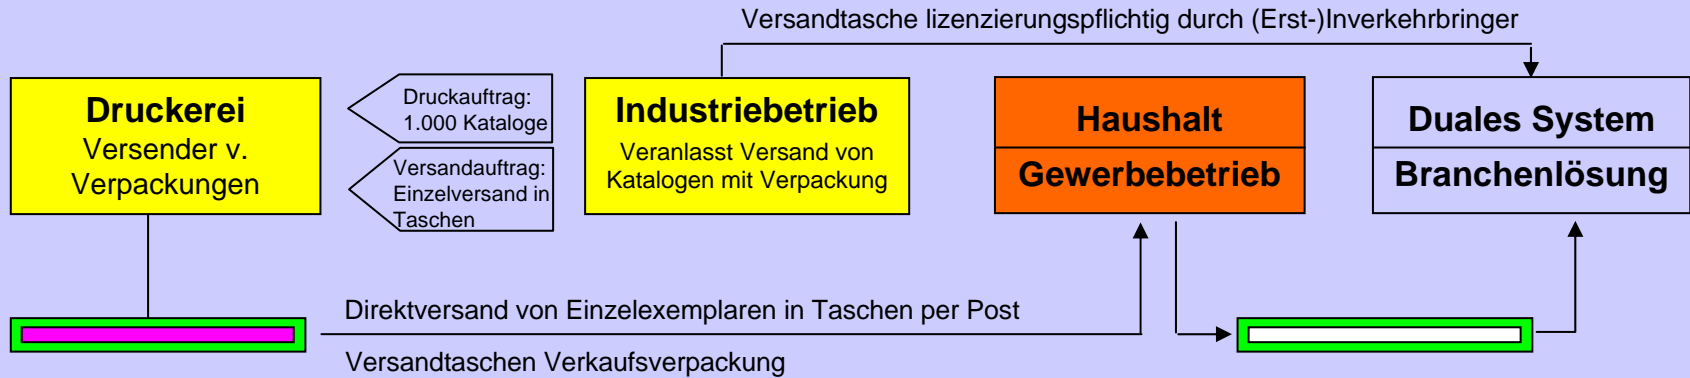 Versandtasche lizenzierungspflichtig durch (Erst-)Inverkehrbringer
Druckerei
Versender v.
Verpackungen
Druckauftrag:
1.000 Kataloge
Versandauftrag:
Einzelversand in
Taschen
Industriebetrieb
Veranlasst Versand von
Katalogen mit Verpackung
Haushalt
Gewerbebetrieb
Duales System
Branchenlösung
Direktversand von Einzelexemplaren in Taschen per Post
Versandtaschen Verkaufsverpackung